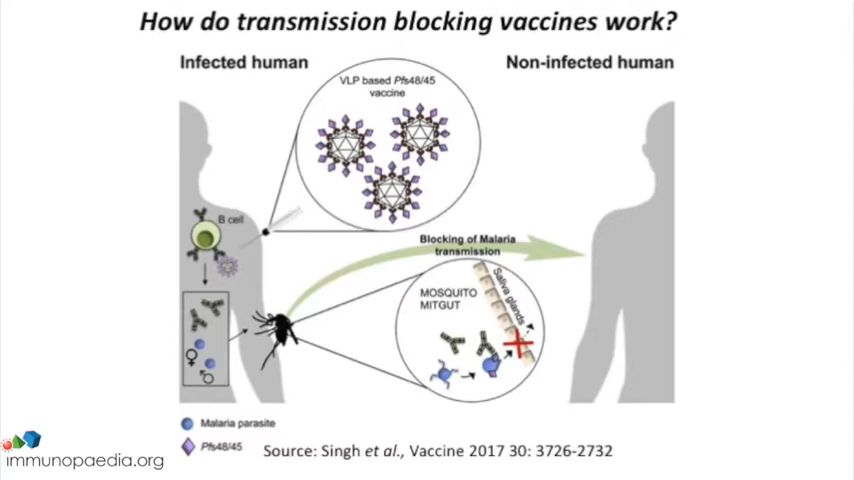 How do transmission blocking vaccines work?
Infected human
Non-infected human
VLP based Pfs48/45
vaccine
B cell
Blocking of Malaria
transmission
MOSQUITO
MITGUT
Saliva glands
Malaria parasite
Pfs48/45
Source: Singh et al., Vaccine 2017 30: 3726-2732
immunopaedia.org